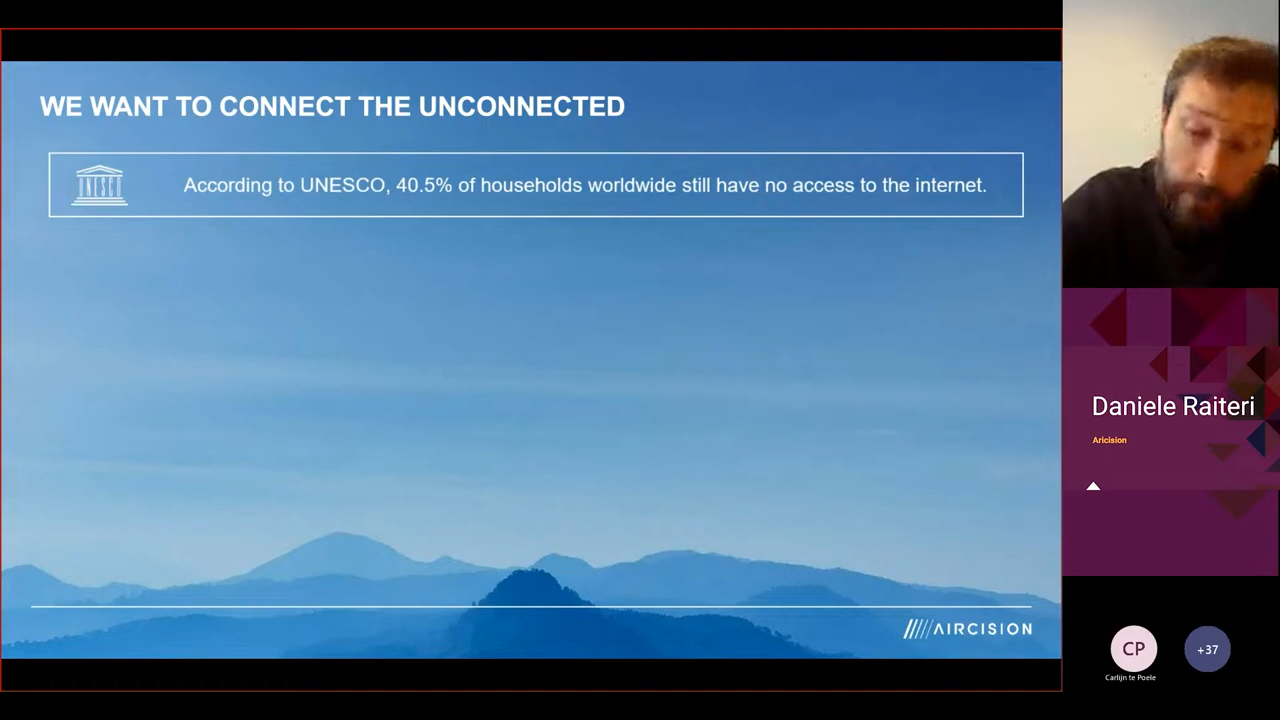 WE WANT TO CONNECT THE UNCONNECTED
UNESCO
According to UNESCO, 40.5% of households worldwide still have no access to the internet.
AIRCISION
Daniele Raiteri
Aricision
CP
+37
Carlijn te Poele